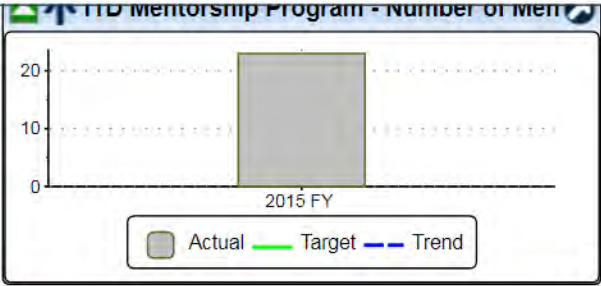 ITD Mentorship Program - Number of Men
20
10
0
2015 FY
Actual Target Trend